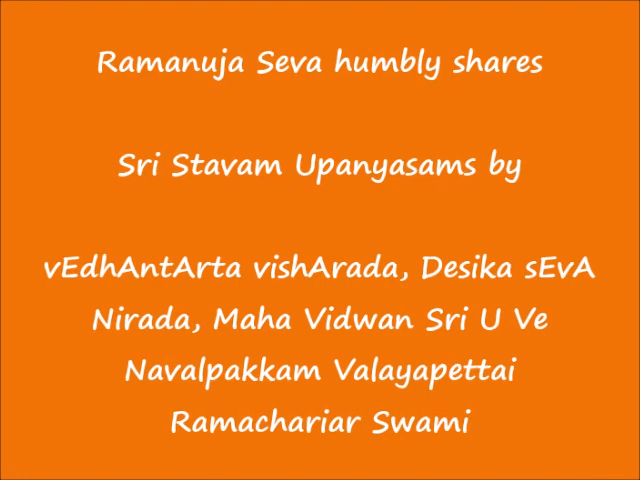 Ramanuja Seva humbly shares
Sri Stavam Upanyasams by
vEdhAntArta vishArada, Desika sEvA
Nirada, Maha Vidwan Sri U Ve
Navalpakkam Valayapettai
Ramachariar Swami